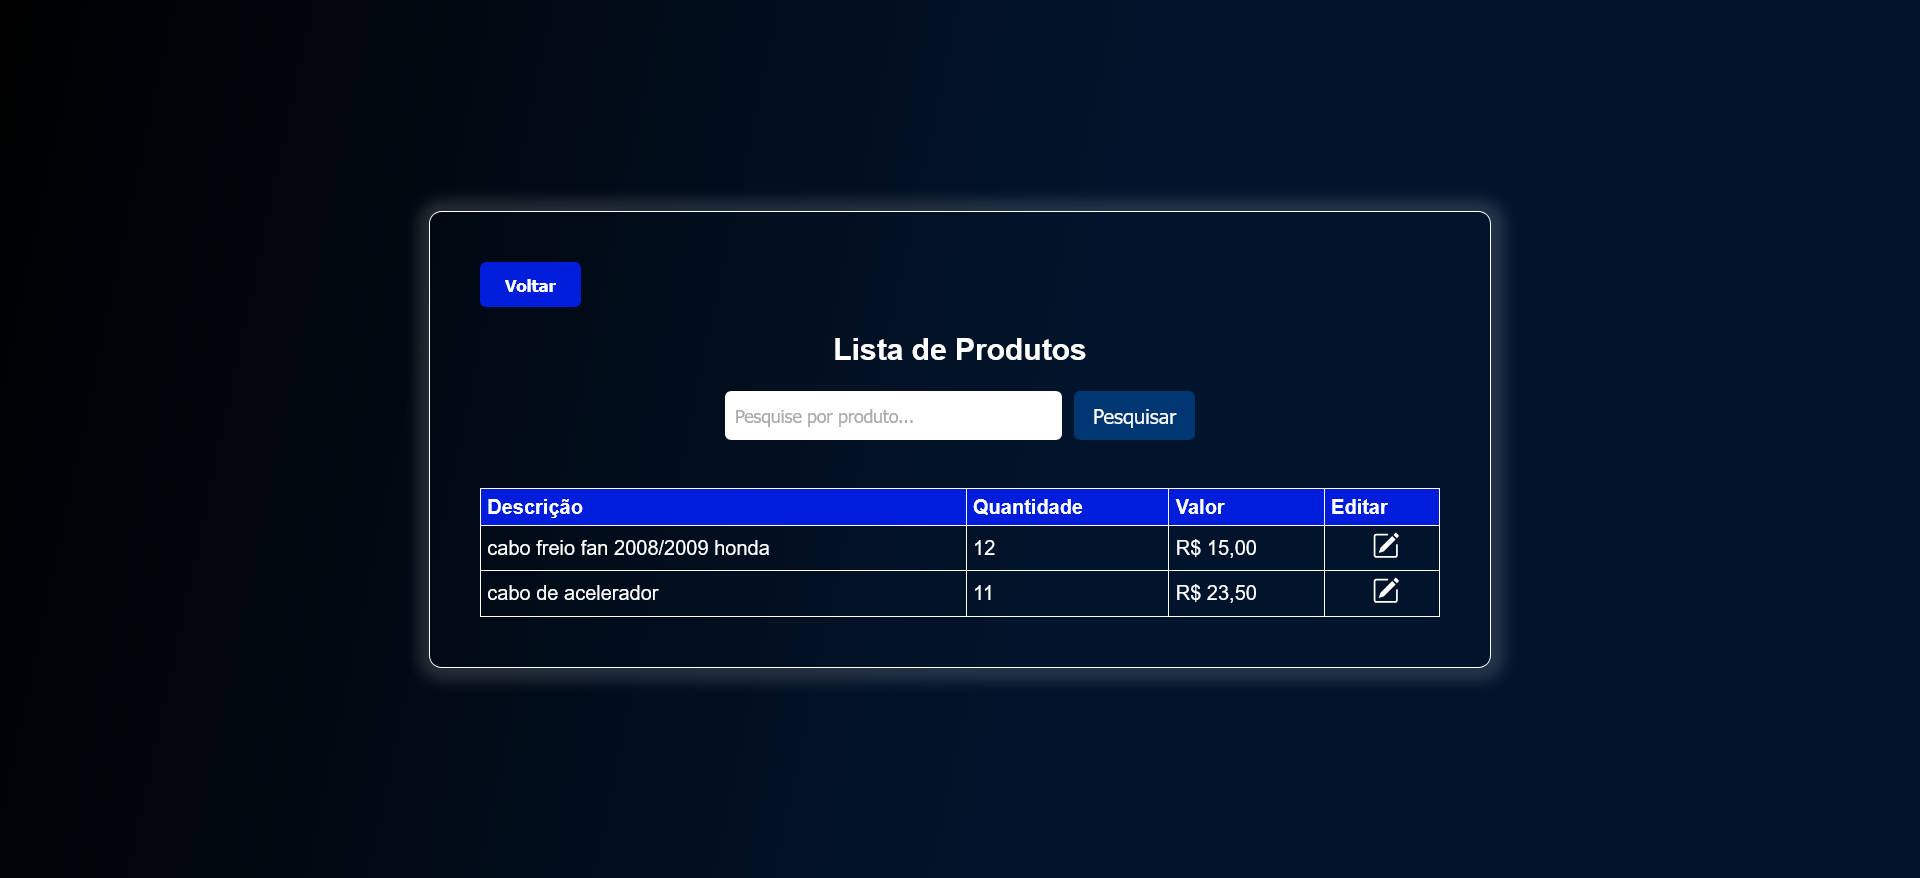 Voltar
Lista de Produtos
Pesquise por produto... Pesquisar
Descrição Quantidade Valor Editar
cabo freio fan 2008/2009 honda 12 R$ 15,00
cabo de acelerador 11 R$ 23,50